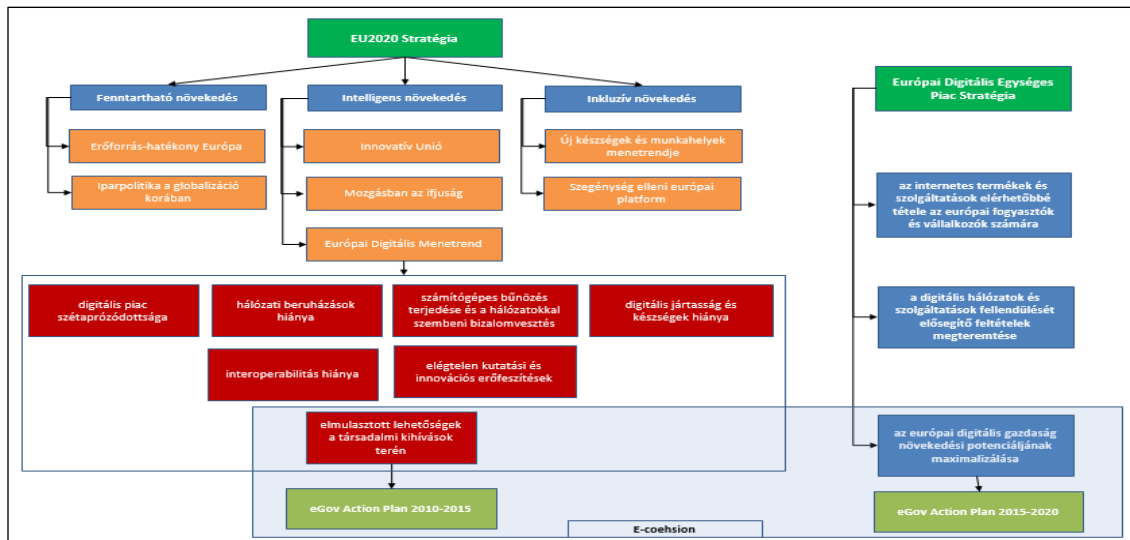 EU2020 Stratégia
Fenntartható növekedés
Intelligens növekedés
Inkluzív növekedés
Európai Digitális Egységes
Piac Stratégia
Erőforrás-hatékony Európa
Innovatív Unió
Új készségek és munkahelyek
menetrendje
Iparpolitika a globalizáció
korában
Mozgásban az ifjuság
Szegénység elleni európai
platform
az internetes termékek és
szolgáltatások elérhetőbbé
tétele az európai fogyasztók
és vállalkozók számára
Európai Digitális Menetrend
digitális piac
szétaprózódottsága
hálózati beruházások
hiánya
számítógépes bűnözés
terjedése és a hálózatokkal
szembeni bizalomvesztés
digitális jártasság és
készségek hiánya
a digitális hálózatok és
szolgáltatások fellendülését
elősegítő feltételek
megteremtése
interoperabilitás hiánya
elégtelen kutatási és
innovációs erőfeszítések
elmulasztott lehetőségek
a társadalmi kihívások
terén
az európai digitális gazdaság
növekedési potenciáljának
maximalizálása
eGov Action Plan 2010-2015
eGov Action Plan 2015-2020
E-coehsion